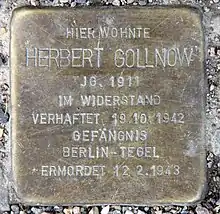 HIER WOHNTE
HERBERT GOLLNOW
JG. 1911
IM WIDERSTAND
VERHAFTET 19.10.1942
GEFÄNGNIS
BERLIN-TEGEL
ERMORDET 12.2.1943